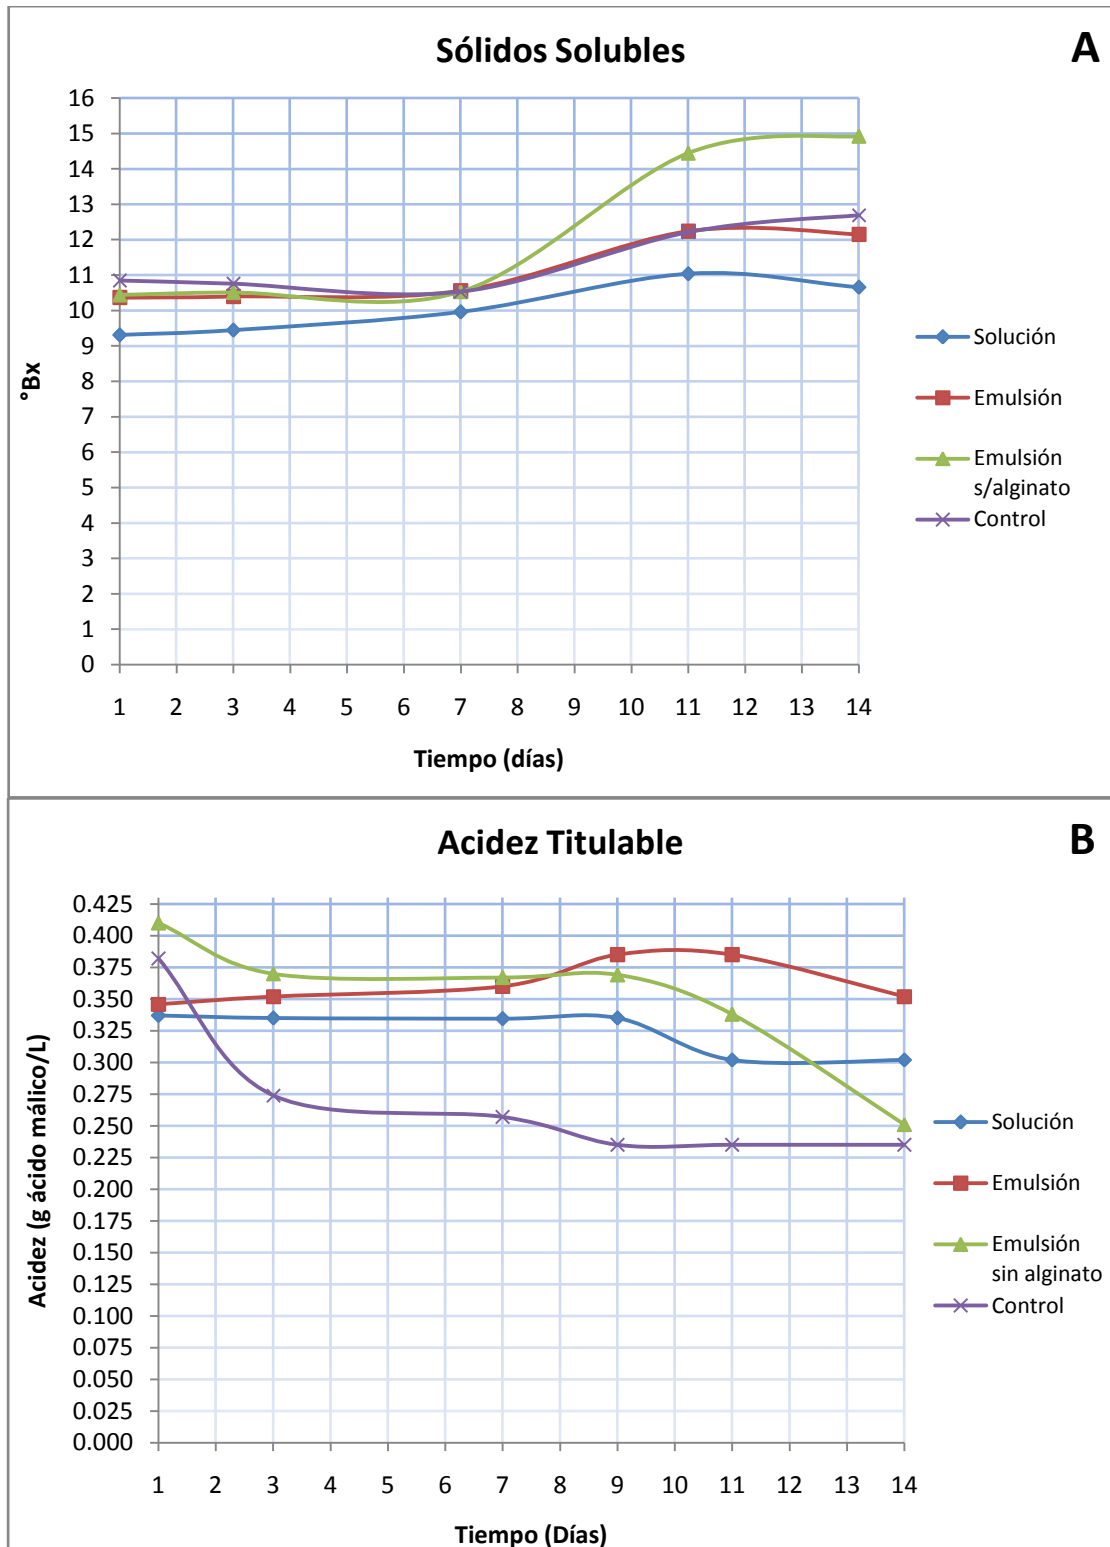 Sólidos Solubles
A
16
15
14
13
12
11
10
9
8
7
6
5
4
3
2
1
0
°Bx
1 2 3 4 5 6 7 8 9 10 11 12 13 14
Tiempo (días)
Solución
Emulsión
Emulsión
s/alginato
Control
Acidez Titulable
B
0.425
0.400
0.375
0.350
0.325
0.300
0.275
0.250
0.225
0.200
0.175
0.150
0.125
0.100
0.075
0.050
0.025
0.000
Acidez (g ácido málico/L)
1 2 3 4 5 6 7 8 9 10 11 12 13 14
Tiempo (Días)
Solución
Emulsión
Emulsión
sin alginato
Control